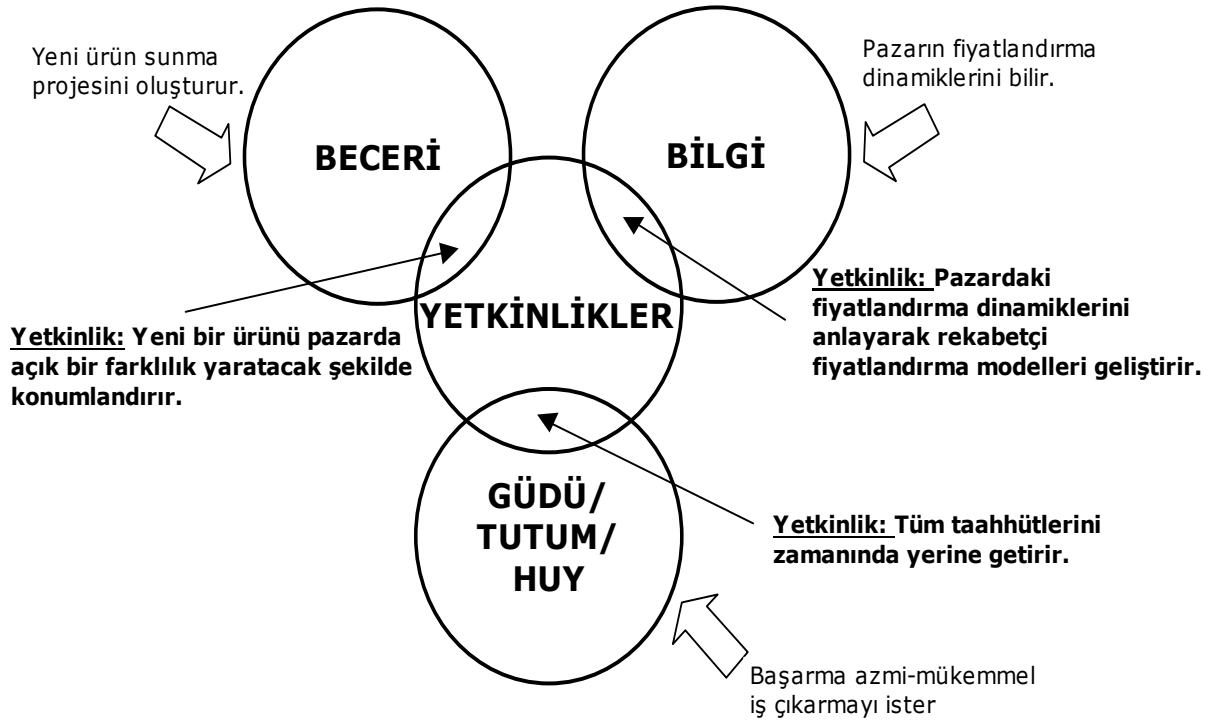 Yeni ürün sunma
projesini oluşturur.
Pazarın fiyatlandırma
dinamiklerini bilir.
BECERİ
BİLGİ
YETKİNLİKLER
Yetkinlik: Yeni bir ürünü pazarda
açık bir farklılık yaratacak şekilde
konumlandırır.
Yetkinlik: Pazardaki
fiyatlandırma dinamiklerini
anlayarak rekabetçi
fiyatlandırma modelleri geliştirir.
GÜDÜ/
TUTUM/
HUY
Yetkinlik: Tüm taahhütlerini
zamanında yerine getirir.
Başarma azmi-mükemmel
iş çıkarmayı ister